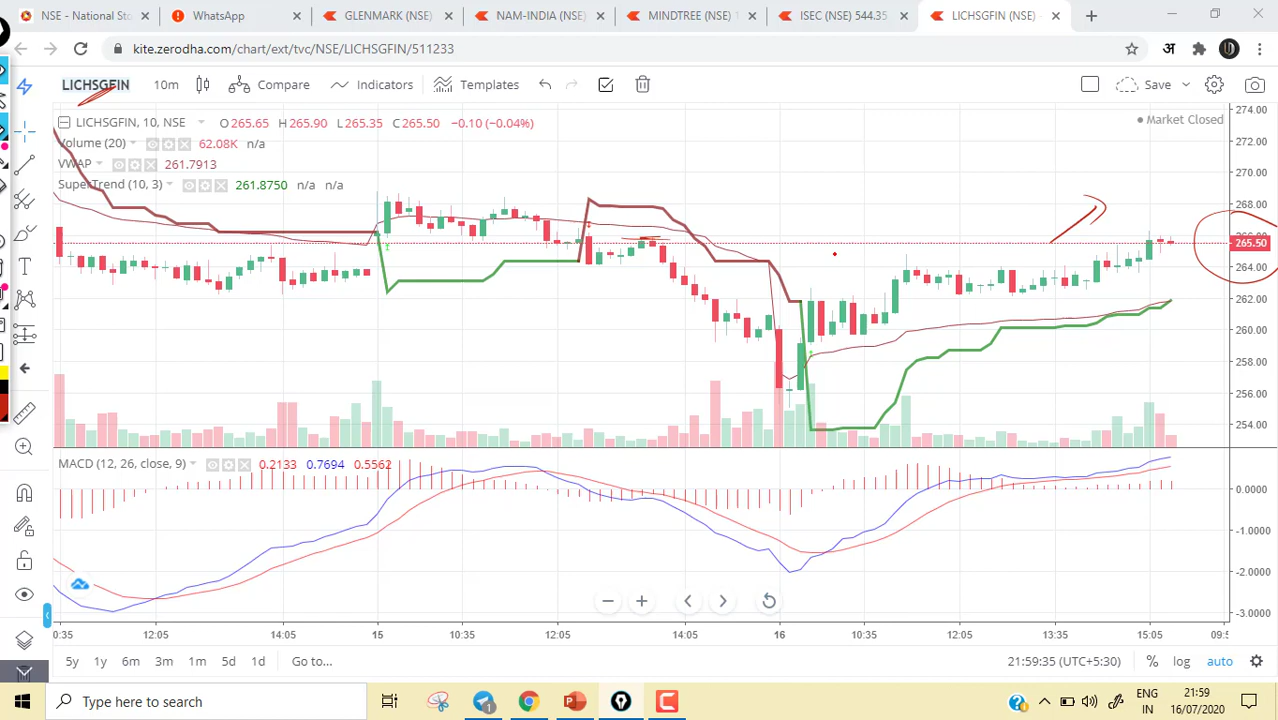 NSE - National Sto
WhatsApp
GLENMARK (NSE)
NAM-INDIA (NSE)
MINDTREE (NSE) 1
ISEC (NSE) 544.35
LICHSGFIN (NSE) -
kite.zerodha.com/chart/ext/tvc/NSE/LICHSGFIN/511233
अ
LICHSGFIN 10m Compare Indicators Templates Save
LICHSGFIN, 10, NSE O 265.65 H 265.90 L 265.35 C 265.50 −0.10 (−0.04%)
Market Closed
Volume (20) 62.08K n/a
VWAP 261.7913
SuperTrend (10, 3) 261.8750 n/a n/a
274.00
272.00
270.00
268.00
265.50
264.00
262.00
260.00
258.00
256.00
254.00
MACD (12, 26, close, 9) 0.2133 0.7694 0.5562
0.0000
-1.0000
-2.0000
-3.0000
0:35 12:05 14:05 15 10:35 12:05 14:05 16 10:35 12:05 13:35 15:05 09:5
5y 1y 6m 3m 1m 5d 1d Go to... 21:59:35 (UTC+5:30) % log auto
Type here to search
ENG
IN
21:59
16/07/2020